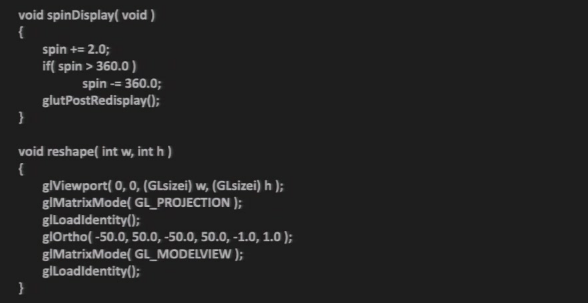 void spinDisplay( void )
{
spin += 2.0;
if( spin > 360.0 )
spin -= 360.0;
glutPostRedisplay();
}
void reshape( int w, int h )
{
glViewport( 0, 0, (GLsizei) w, (GLsizei) h );
glMatrixMode( GL_PROJECTION );
glLoadIdentity();
glOrtho( -50.0, 50.0, -50.0, 50.0, -1.0, 1.0 );
glMatrixMode( GL_MODELVIEW );
glLoadIdentity();
}